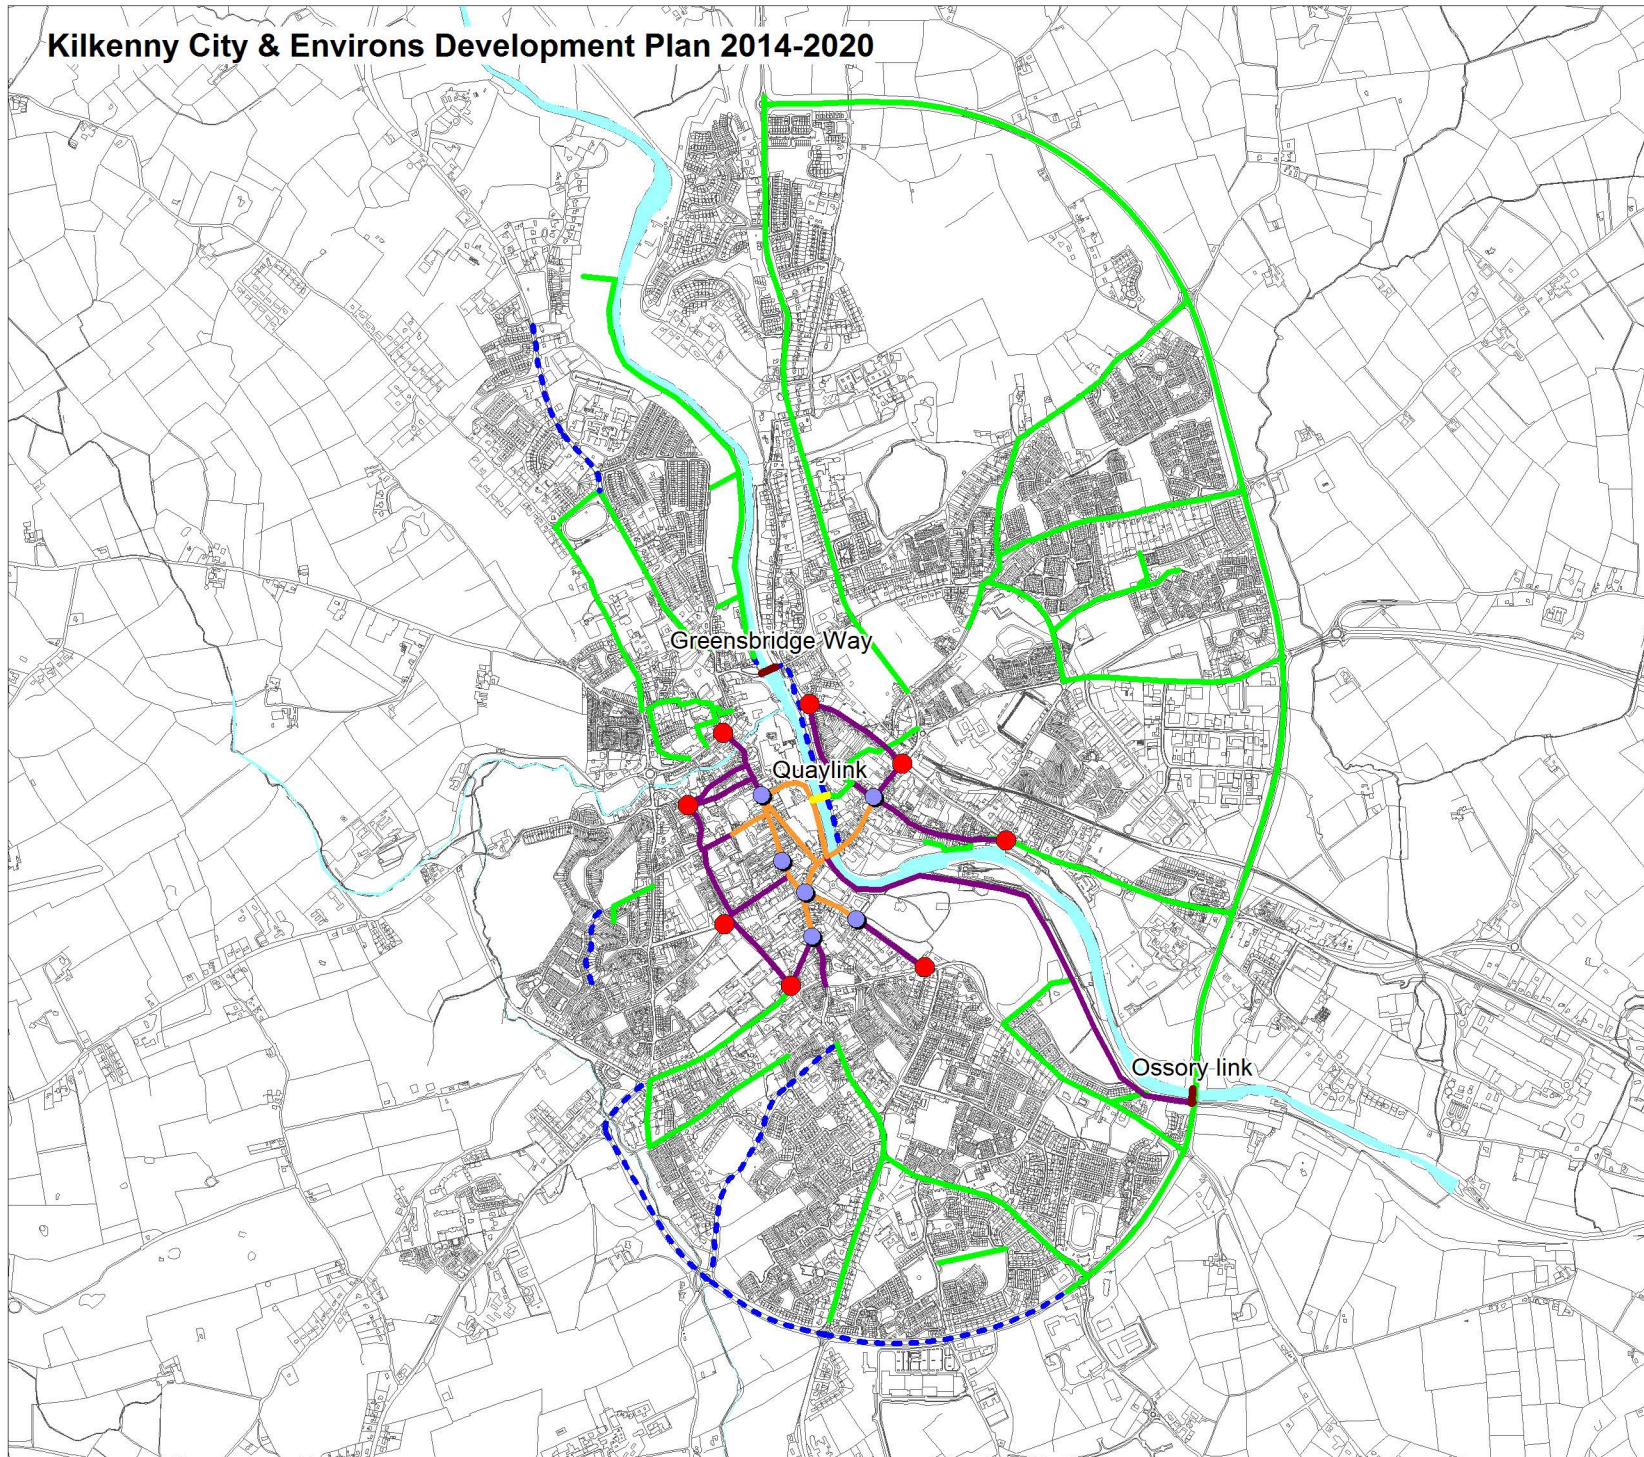 Kilkenny City & Environs Development Plan 2014-2020
Greensbridge Way
Quaylink
Ossory link